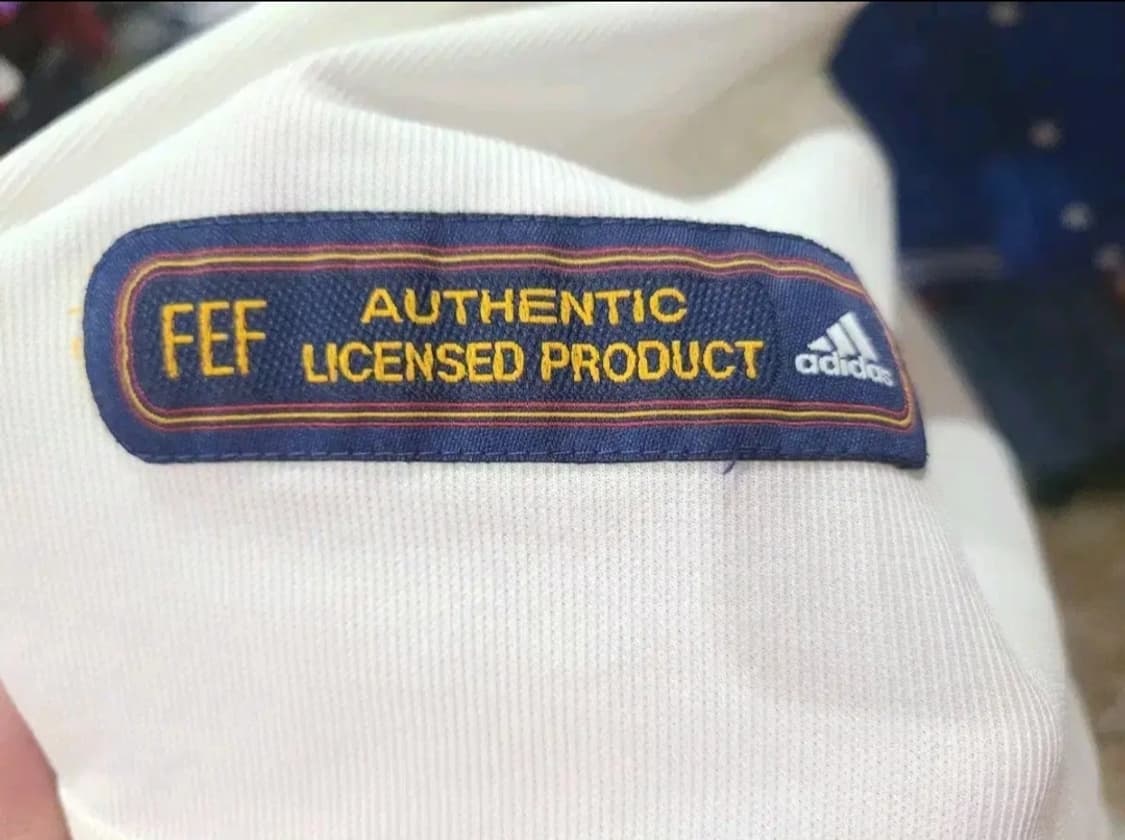 FEF
AUTHENTIC
LICENSED PRODUCT
adidas